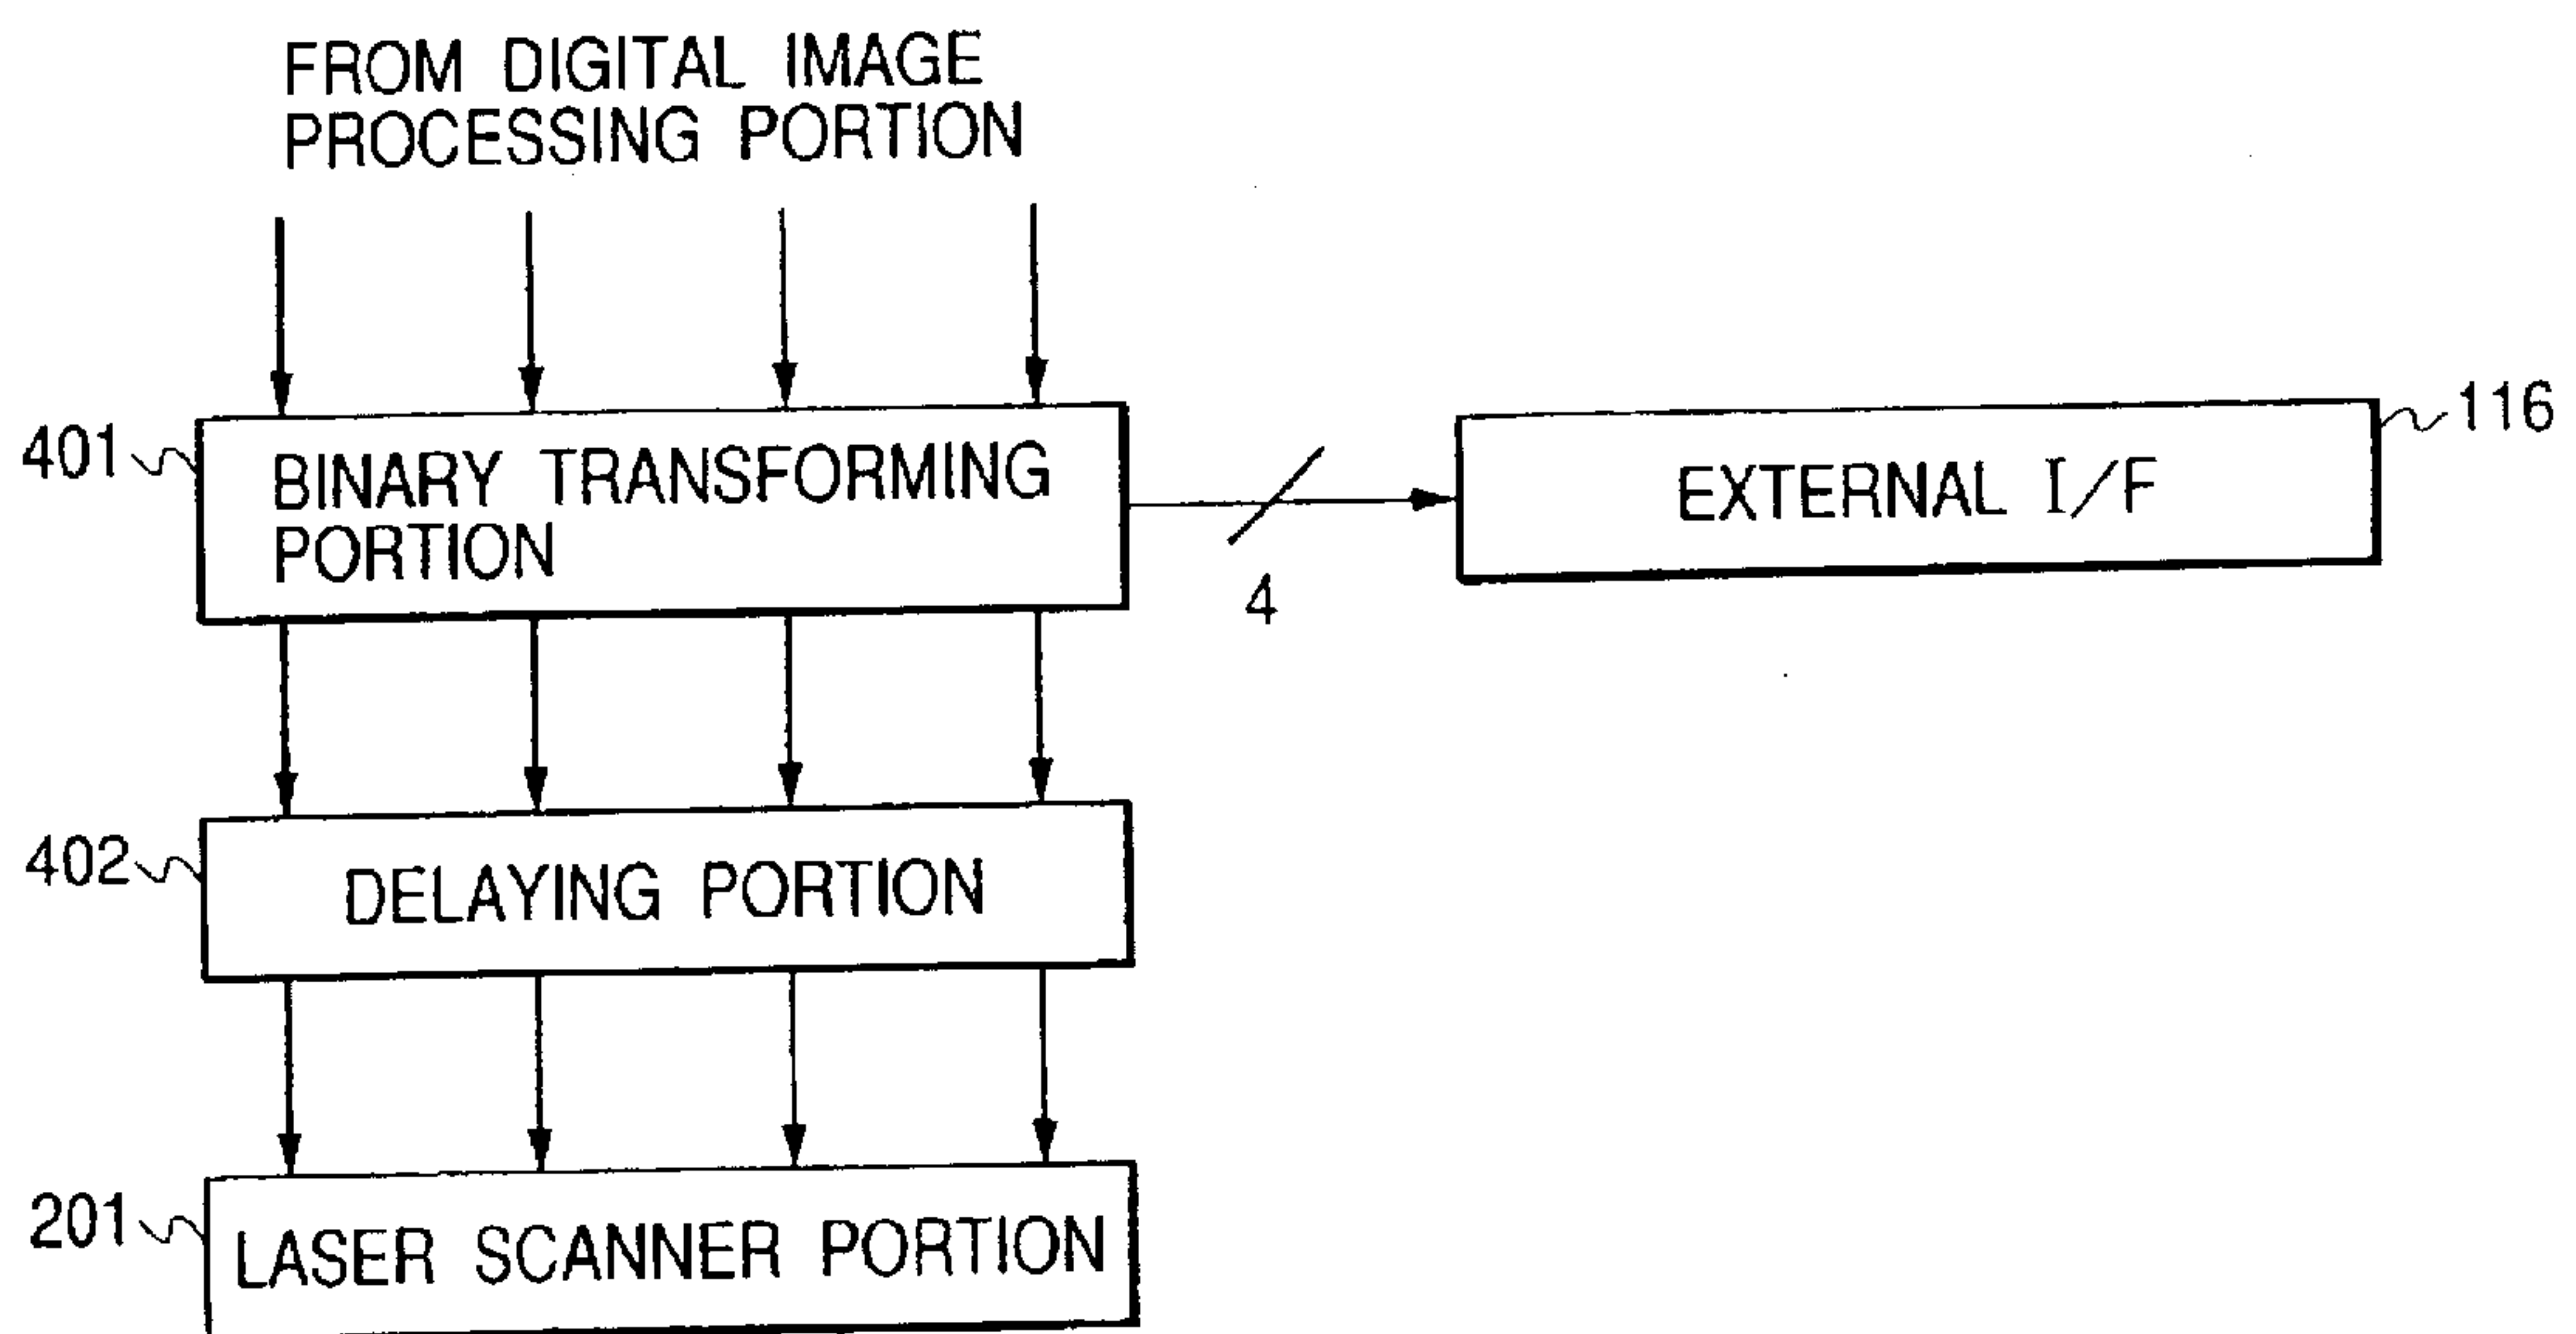 FROM DIGITAL IMAGE
PROCESSING PORTION
401
BINARY TRANSFORMING
PORTION
4
EXTERNAL I/F
116
402
DELAYING PORTION
201
LASER SCANNER PORTION